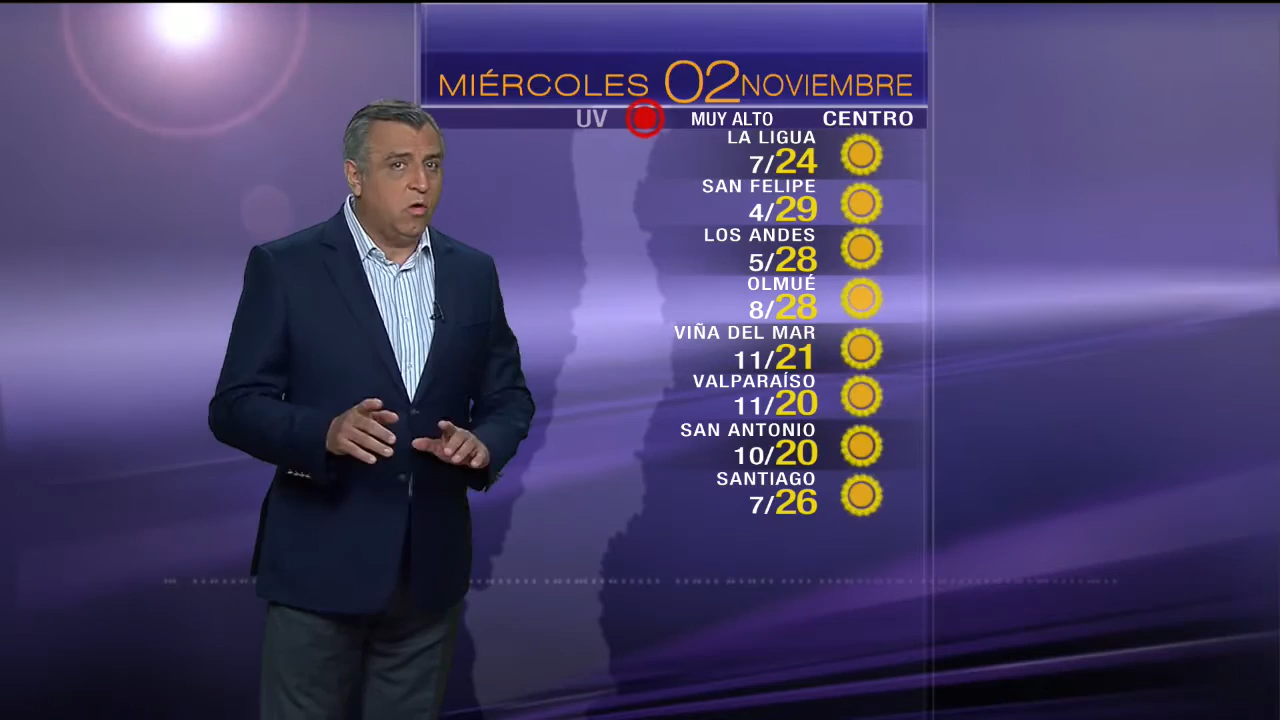 MIÉRCOLES 02 NOVIEMBRE
UV MUY ALTO CENTRO
LA LIGUA
7/24
SAN FELIPE
4/29
LOS ANDES
5/28
OLMUÉ
8/28
VIÑA DEL MAR
11/21
VALPARAÍSO
11/20
SAN ANTONIO
10/20
SANTIAGO
7/26